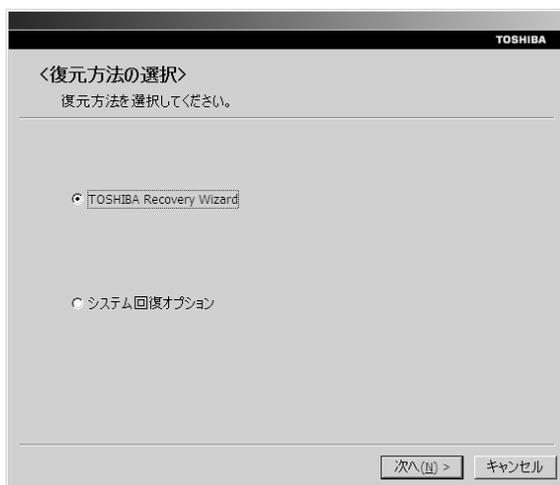 TOSHIBA
<復元方法の選択>
復元方法を選択してください。
TOSHIBA Recovery Wizard
システム回復オプション
次へ(N) > キャンセル